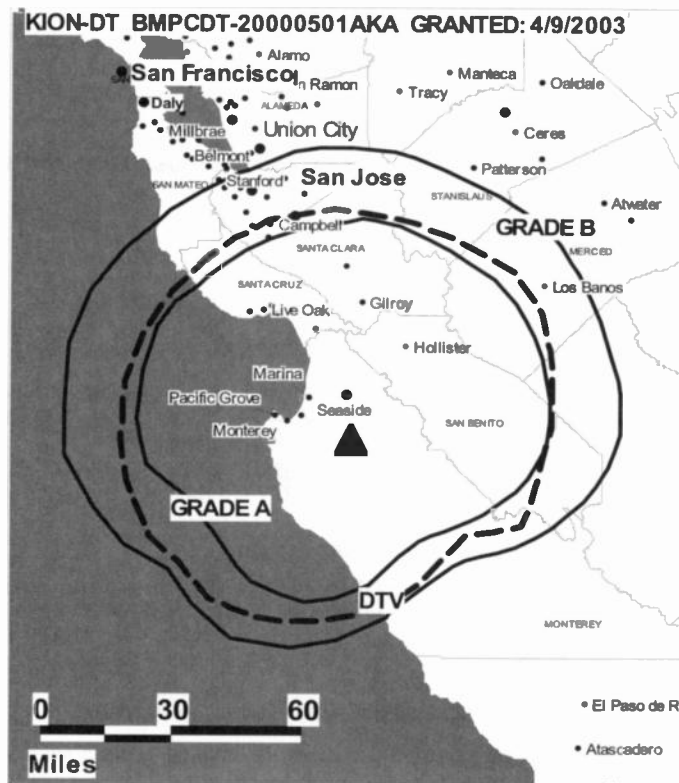 KION-DT BMPCDT-20000501AKA GRANTED: 4/9/2003
Alamo
San Francisco
n Ramon
Manteca
Oakdale
Tracy
Daly
ALAMEDA
Millbrae
Union City
Ceres
Belmont
Patterson
SAN MATEO
Stanford
San Jose
STANISLAUS
Atwater
Campbell
GRADE B
SANTA CLARA
MERCED
SANTA CRUZ
Los Banos
Live Oak
Gilroy
Hollister
Marina
Pacific Grove
Seaside
Monterey
SAN BENITO
GRADE A
DTV
MONTEREY
0 30 60
El Paso de R
Miles
Atascadero